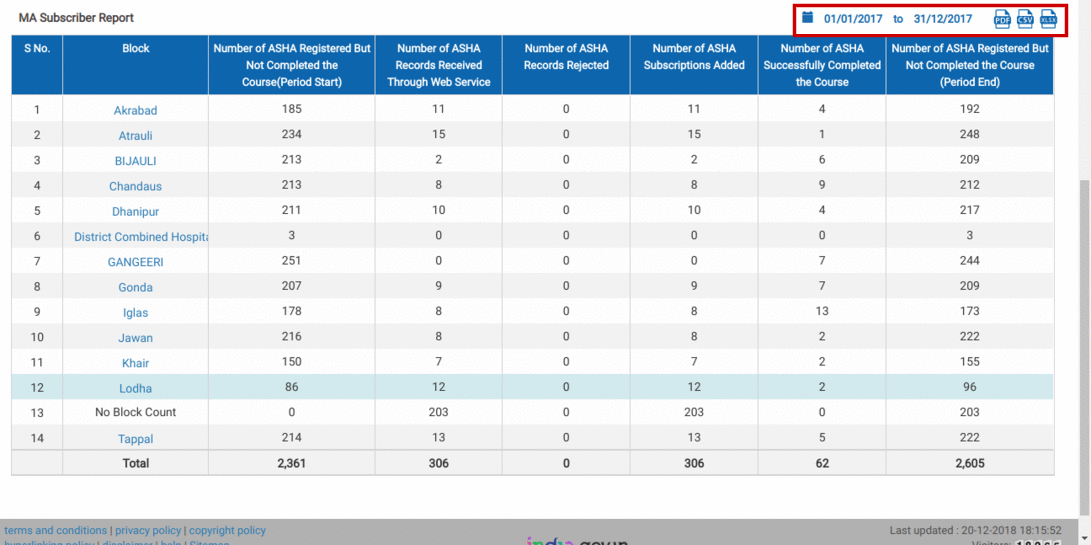 MA Subscriber Report
01/01/2017 to 31/12/2017 PDF CSV XLSX
S No. Block Number of ASHA Registered But Not Completed the Course(Period Start) Number of ASHA Records Received Through Web Service Number of ASHA Records Rejected Number of ASHA Subscriptions Added Number of ASHA Successfully Completed the Course Number of ASHA Registered But Not Completed the Course (Period End)
1 Akrabad 185 11 0 11 4 192
2 Atrauli 234 15 0 15 1 248
3 BIJAULI 213 2 0 2 6 209
4 Chandaus 213 8 0 8 9 212
5 Dhanipur 211 10 0 10 4 217
6 District Combined Hospita 3 0 0 0 0 3
7 GANGEERI 251 0 0 0 7 244
8 Gonda 207 9 0 9 7 209
9 Iglas 178 8 0 8 13 173
10 Jawan 216 8 0 8 2 222
11 Khair 150 7 0 7 2 155
12 Lodha 86 12 0 12 2 96
13 No Block Count 0 203 0 203 0 203
14 Tappal 214 13 0 13 5 222
Total 2,361 306 0 306 62 2,605
terms and conditions | privacy policy | copyright policy
Last updated : 20-12-2018 18:15:52
hyperlinking policy | disclaimer | help | Sitemap
india.gov.in
Visitors: